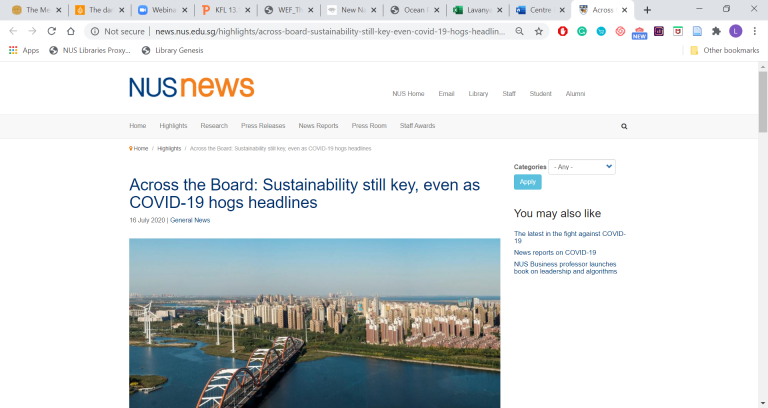 The Me
The dar
Webina
KFL 13.
WEF_Th
New Na
Ocean I
Lavanya
Centre
Across
Not secure | news.nus.edu.sg/highlights/across-board-sustainability-still-key-even-covid-19-hogs-headlin...
NEW
L
Apps
NUS Libraries Proxy...
Library Genesis
Other bookmarks
NUSnews
NUS Home
Email
Library
Staff
Student
Alumni
Home
Highlights
Research
Press Releases
News Reports
Press Room
Staff Awards
Home / Highlights / Across the Board: Sustainability still key, even as COVID-19 hogs headlines
Across the Board: Sustainability still key, even as
COVID-19 hogs headlines
16 July 2020 | General News
Categories
- Any -
Apply
You may also like
The latest in the fight against COVID-
19
News reports on COVID-19
NUS Business professor launches
book on leadership and algorithms